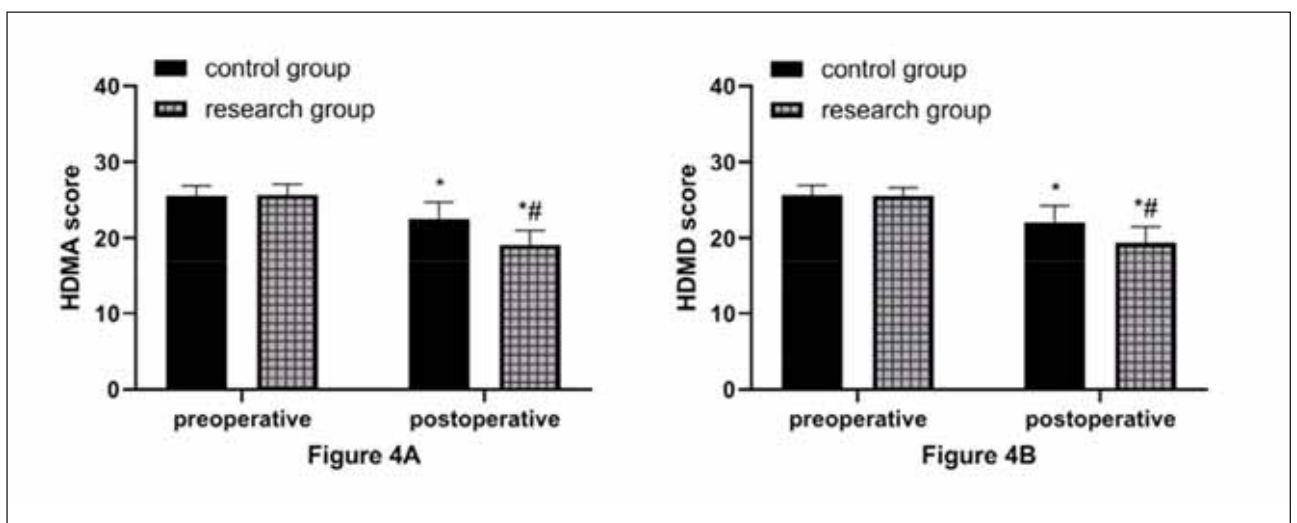 control group
research group
40
30
20
10
0
HDMA score
*
*#
preoperative
postoperative
Figure 4A
control group
research group
40
30
20
10
0
HDMD score
*
*#
preoperative
postoperative
Figure 4B